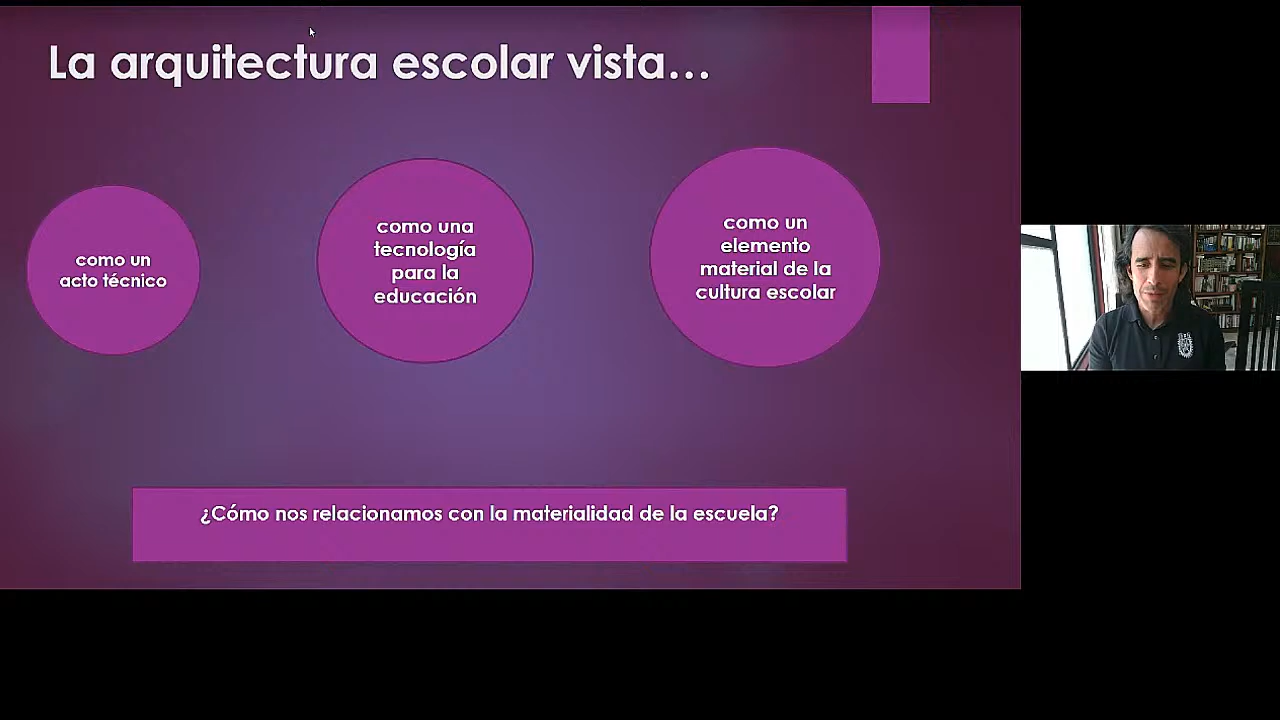 La arquitectura escolar vista...
como un
acto técnico
como una
tecnología
para la
educación
como un
elemento
material de la
cultura escolar
¿Cómo nos relacionamos con la materialidad de la escuela?